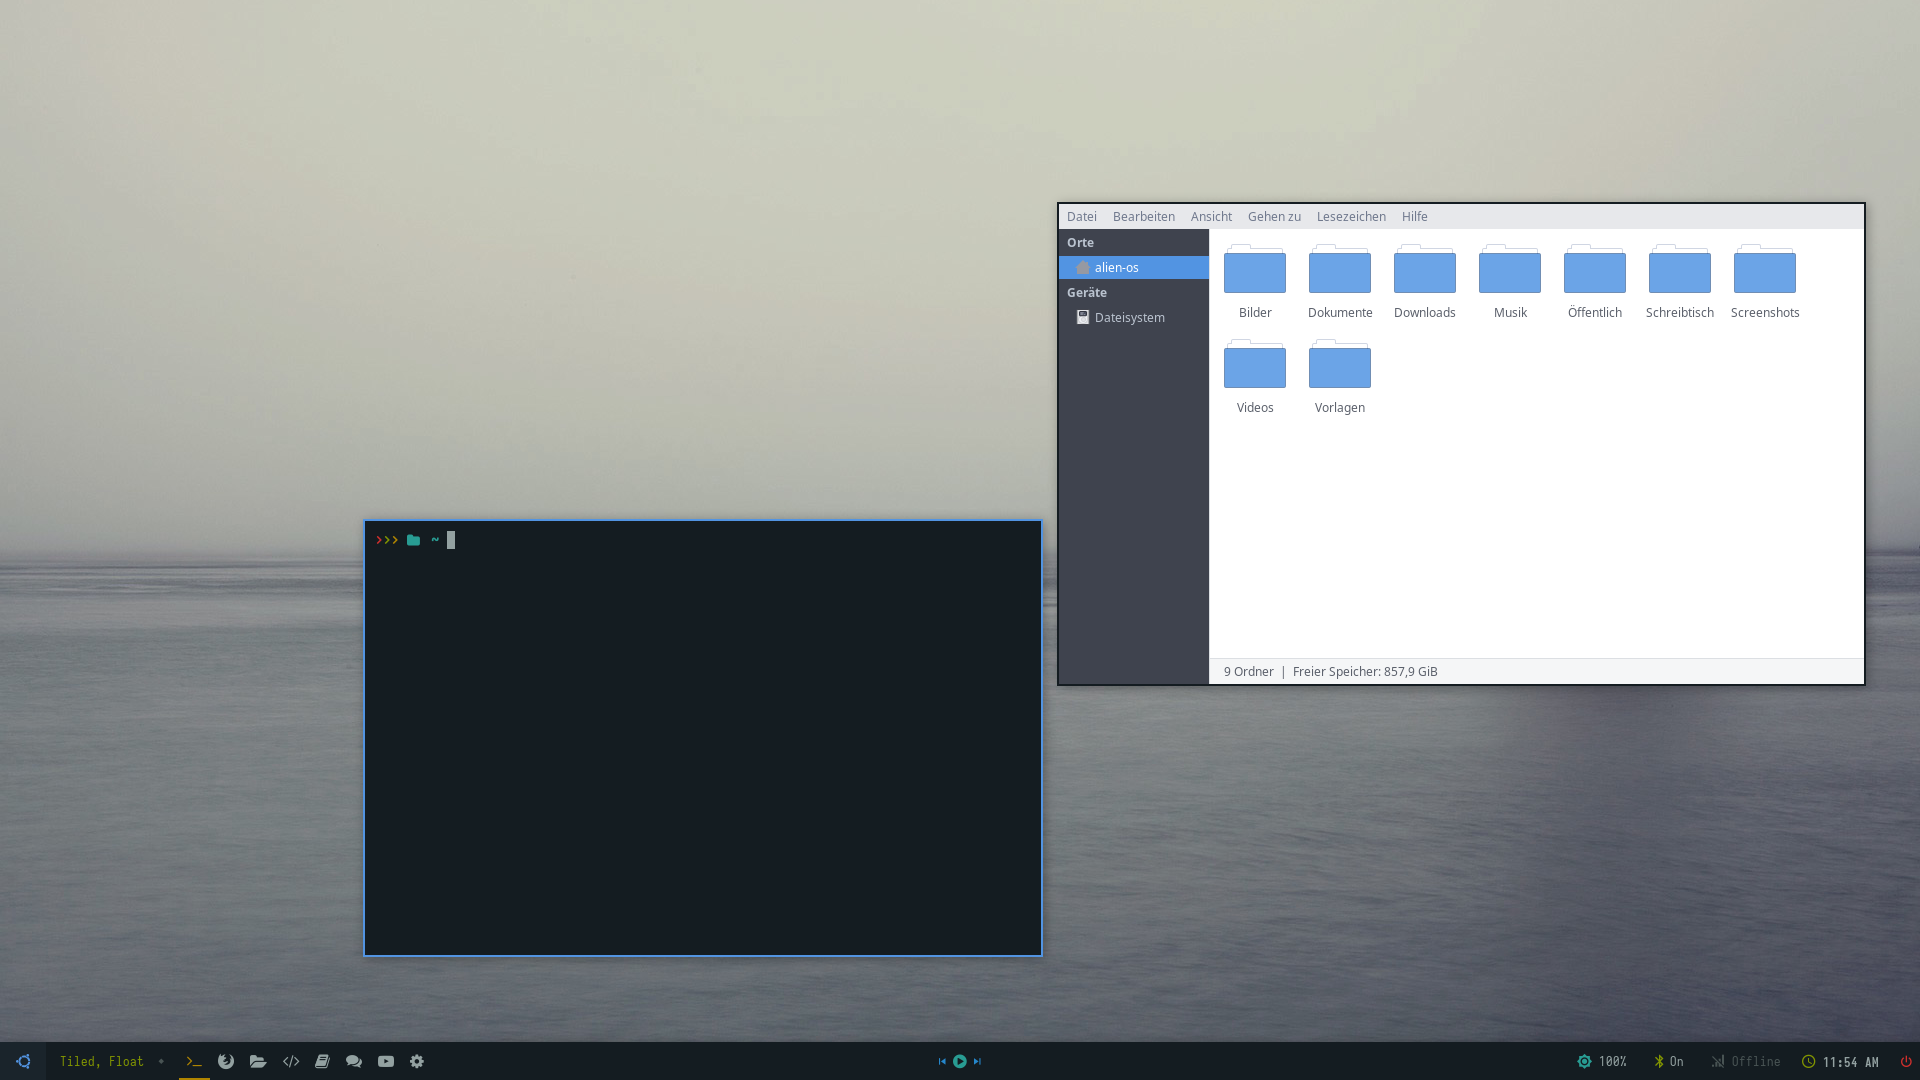 Datei Bearbeiten Ansicht Gehen zu Lesezeichen Hilfe
Orte
alien-os
Geräte
Dateisystem
Bilder Dokumente Downloads Musik Öffentlich Schreibtisch Screenshots
Videos Vorlagen
9 Ordner | Freier Speicher: 857,9 GiB
>>> ~
Tiled, Float 100% On Offline 11:54 AM